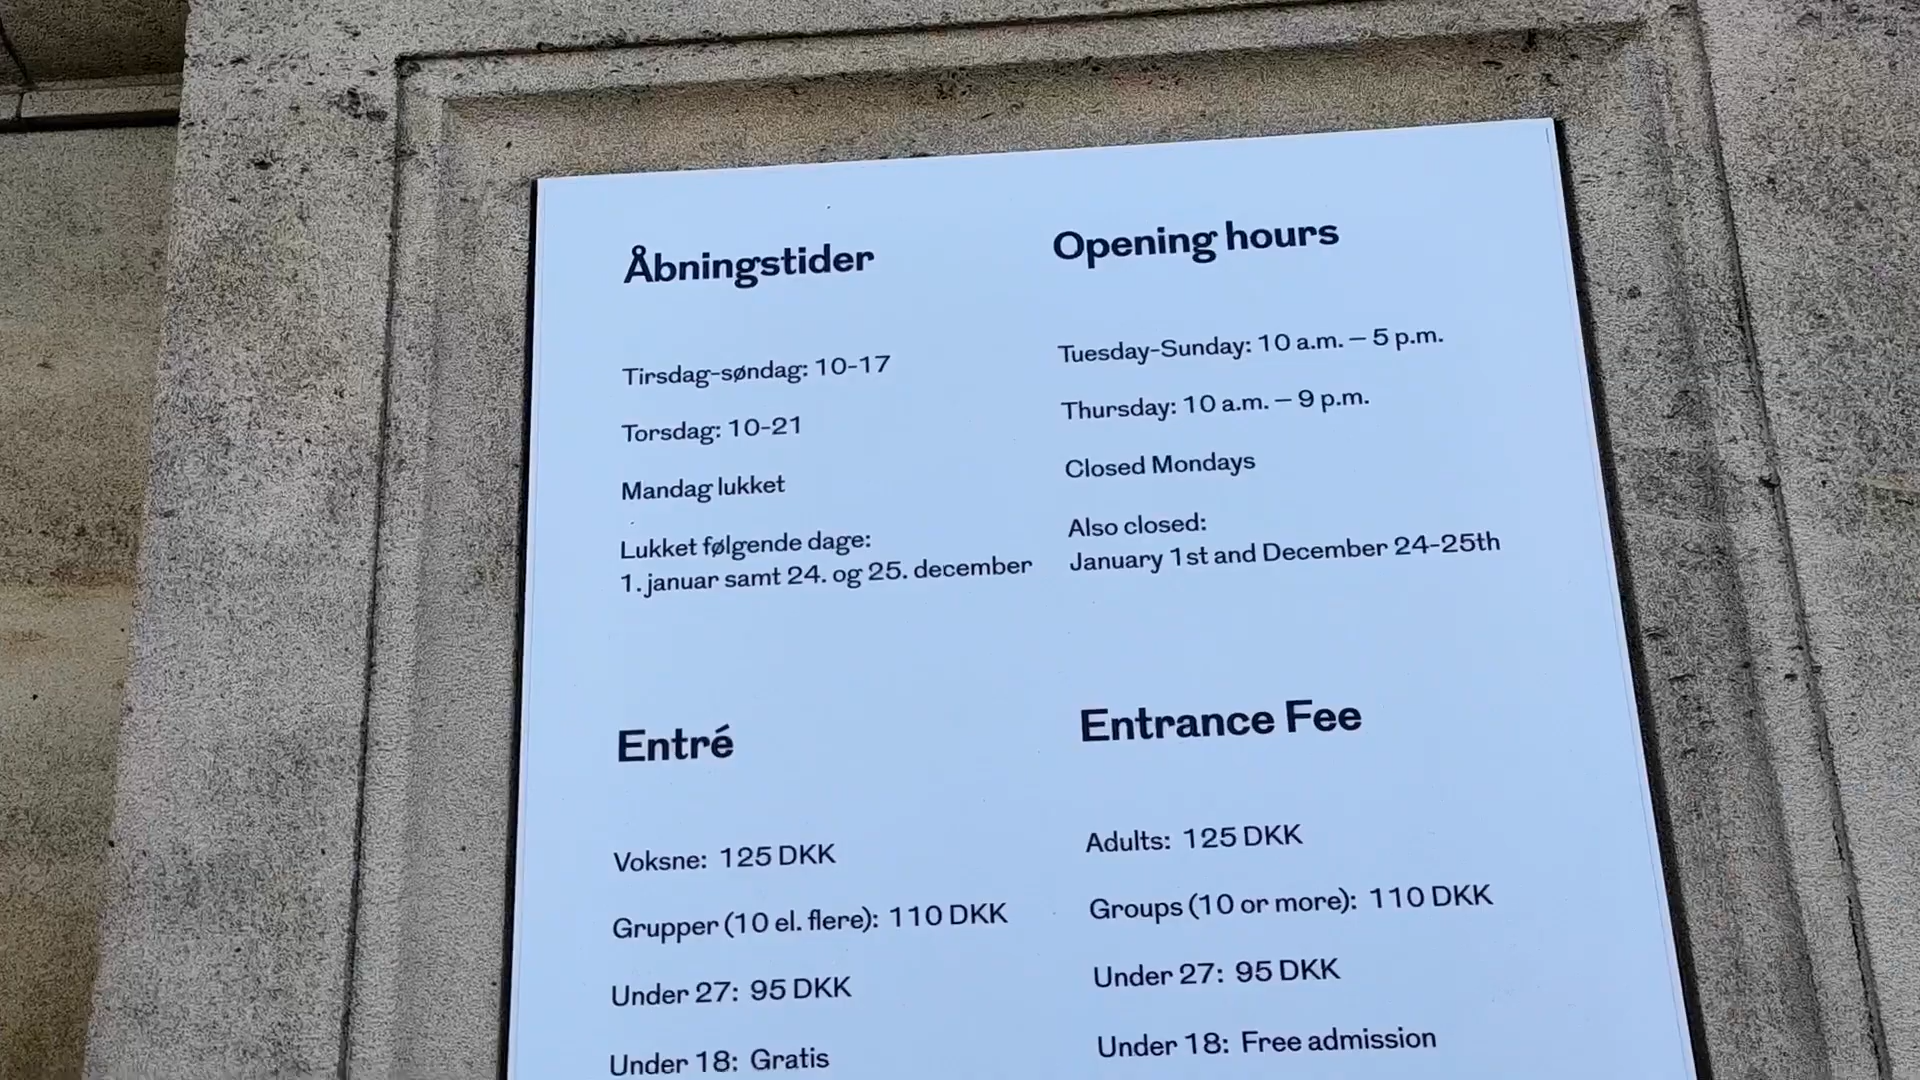 Åbningstider
Tirsdag-søndag: 10-17
Torsdag: 10-21
Mandag lukket
Lukket følgende dage:
1. januar samt 24. og 25. december
Opening hours
Tuesday-Sunday: 10 a.m. – 5 p.m.
Thursday: 10 a.m. – 9 p.m.
Closed Mondays
Also closed:
January 1st and December 24-25th
Entré
Voksne: 125 DKK
Grupper (10 el. flere): 110 DKK
Under 27: 95 DKK
Under 18: Gratis
Entrance Fee
Adults: 125 DKK
Groups (10 or more): 110 DKK
Under 27: 95 DKK
Under 18: Free admission